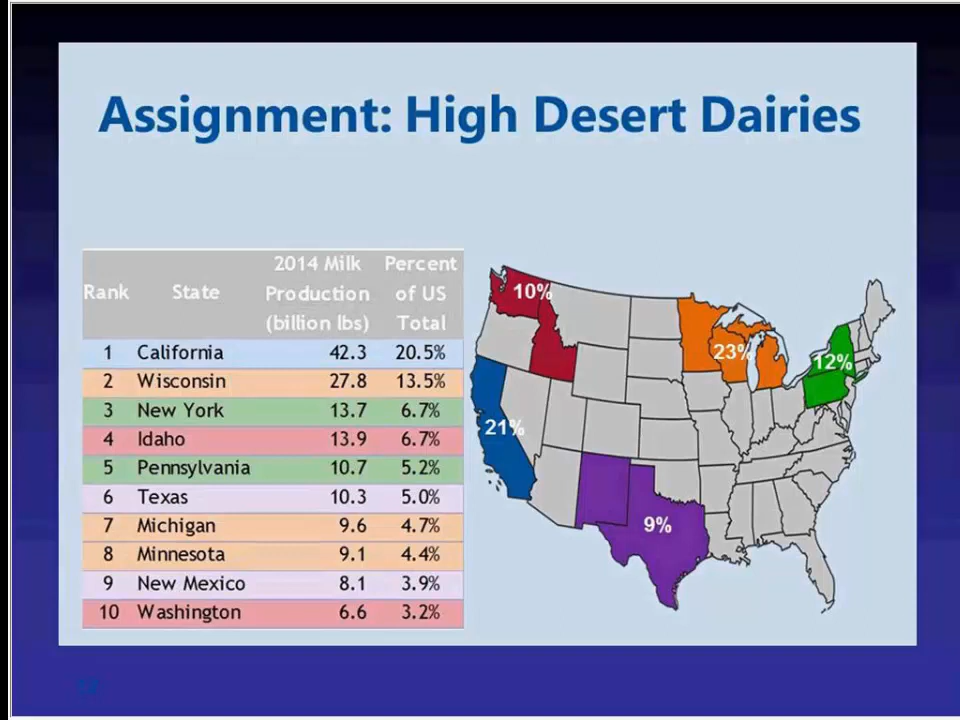 Assignment: High Desert Dairies
Rank State 2014 Milk Production (billion lbs) Percent of US Total
1 California 42.3 20.5%
2 Wisconsin 27.8 13.5%
3 New York 13.7 6.7%
4 Idaho 13.9 6.7%
5 Pennsylvania 10.7 5.2%
6 Texas 10.3 5.0%
7 Michigan 9.6 4.7%
8 Minnesota 9.1 4.4%
9 New Mexico 8.1 3.9%
10 Washington 6.6 3.2%
10%
23%
12%
21%
9%